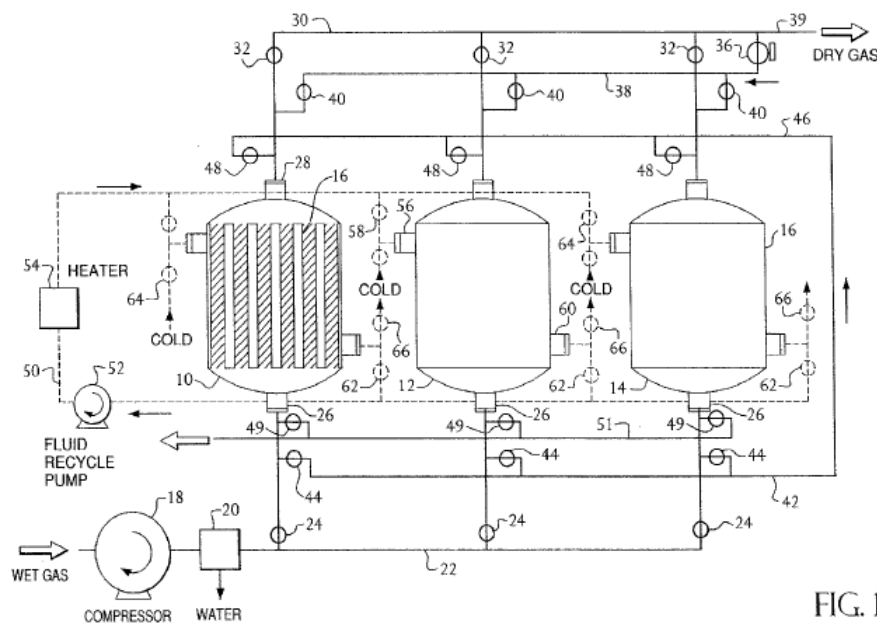 30 39
32 32 32 36 DRY GAS
40 40 38 40
46
48 28 16 48 48
54 HEATER 58 56 64 16
64 COLD COLD COLD 66
50 52 66 60 66
10 62 12 62 14 62
26 26 26
49 49 51 49
FLUID
RECYCLE
PUMP
44 44 44
42
18 20 24 24 24
WET GAS 22
COMPRESSOR WATER
FIG. 1